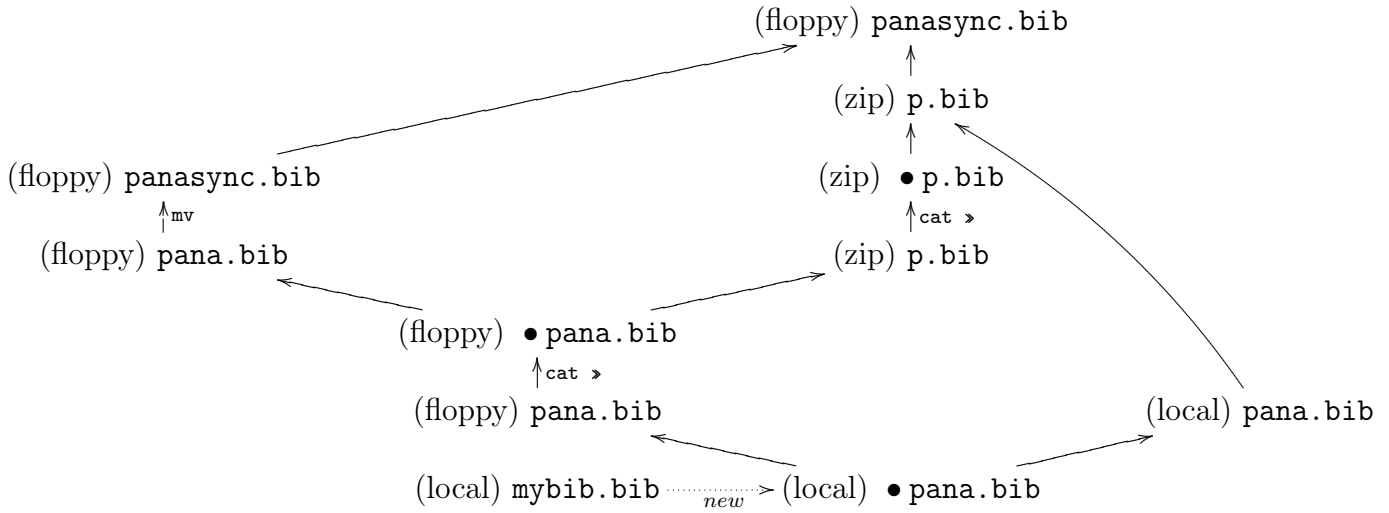 (floppy) panasync.bib
(zip) p.bib
(floppy) panasync.bib
(zip) • p.bib
mv
cat ≫
(floppy) pana.bib
(zip) p.bib
(floppy) • pana.bib
cat ≫
(floppy) pana.bib
(local) pana.bib
(local) mybib.bib
new
(local) • pana.bib